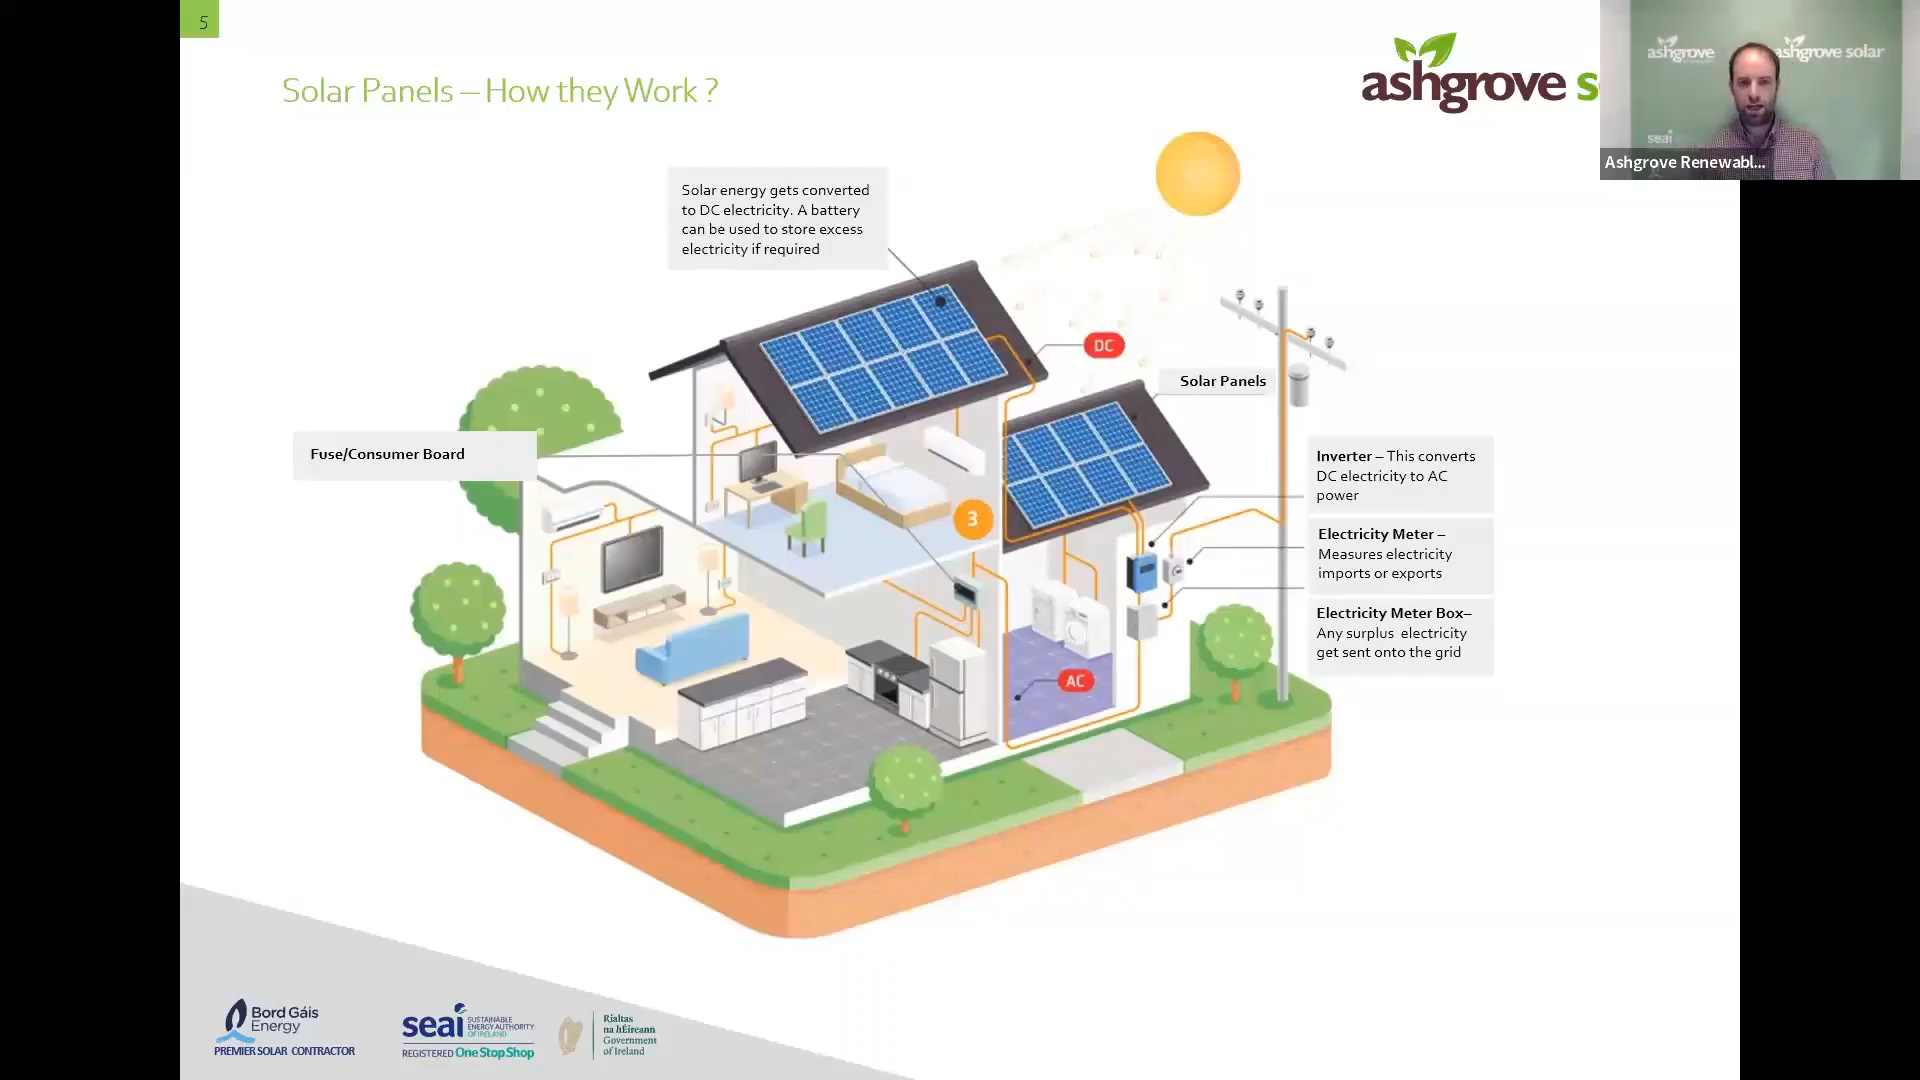 5
Solar Panels – How they Work ?
ashgrove s
ashgrove
ashgrove solar
seai
Ashgrove Renewabl...
Solar energy gets converted
to DC electricity. A battery
can be used to store excess
electricity if required
DC
Solar Panels
Fuse/Consumer Board
3
Inverter – This converts
DC electricity to AC
power
Electricity Meter –
Measures electricity
imports or exports
Electricity Meter Box–
Any surplus electricity
get sent onto the grid
AC
Bord Gáis
Energy
PREMIER SOLAR CONTRACTOR
seai SUSTAINABLE
ENERGY AUTHORITY
OF IRELAND
REGISTERED One Stop Shop
Rialtas
na hÉireann
Government
of Ireland